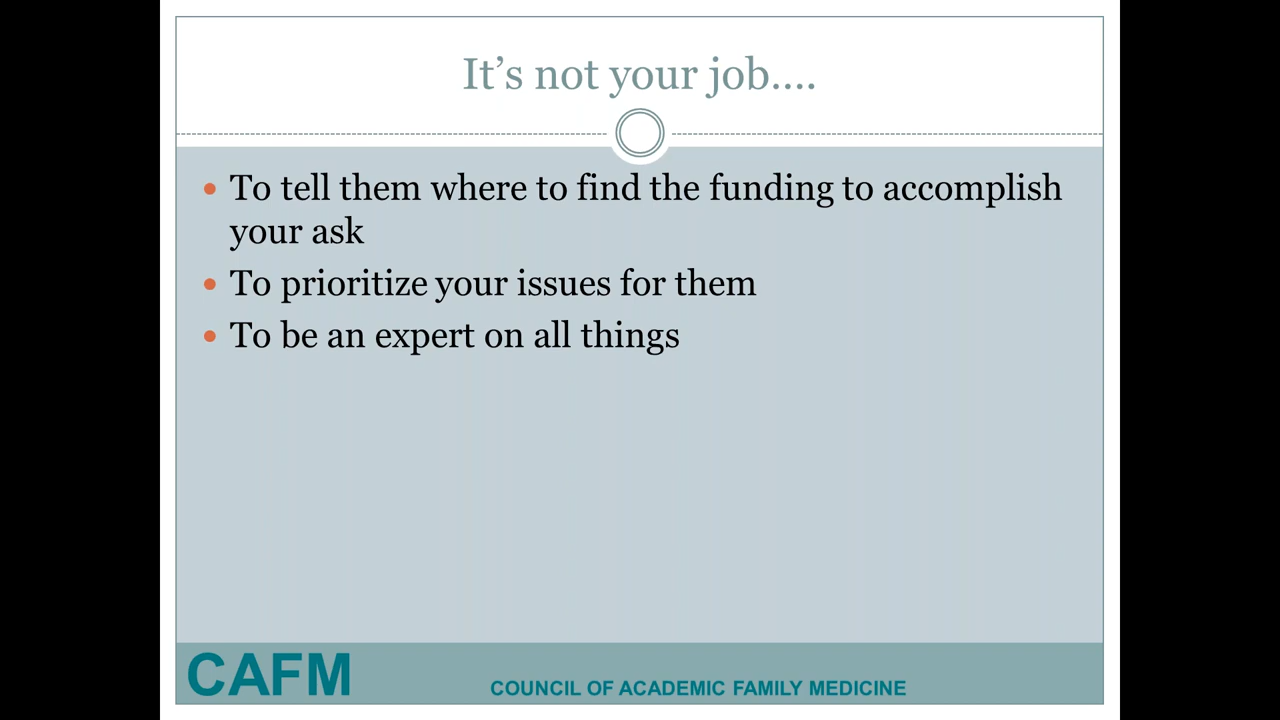 It’s not your job....
• To tell them where to find the funding to accomplish
your ask
• To prioritize your issues for them
• To be an expert on all things
CAFM
COUNCIL OF ACADEMIC FAMILY MEDICINE